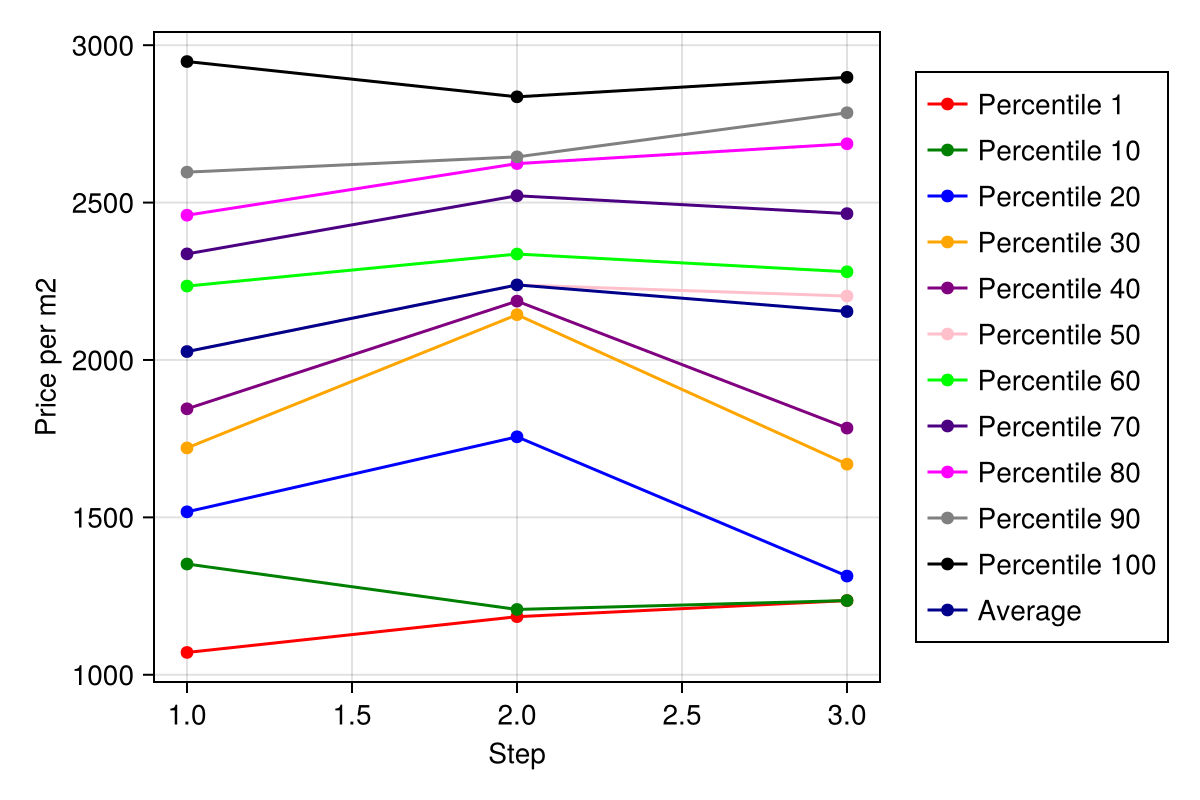 3000
2500
2000
1500
1000
Price per m2
1.0 1.5 2.0 2.5 3.0
Step
Percentile 1
Percentile 10
Percentile 20
Percentile 30
Percentile 40
Percentile 50
Percentile 60
Percentile 70
Percentile 80
Percentile 90
Percentile 100
Average